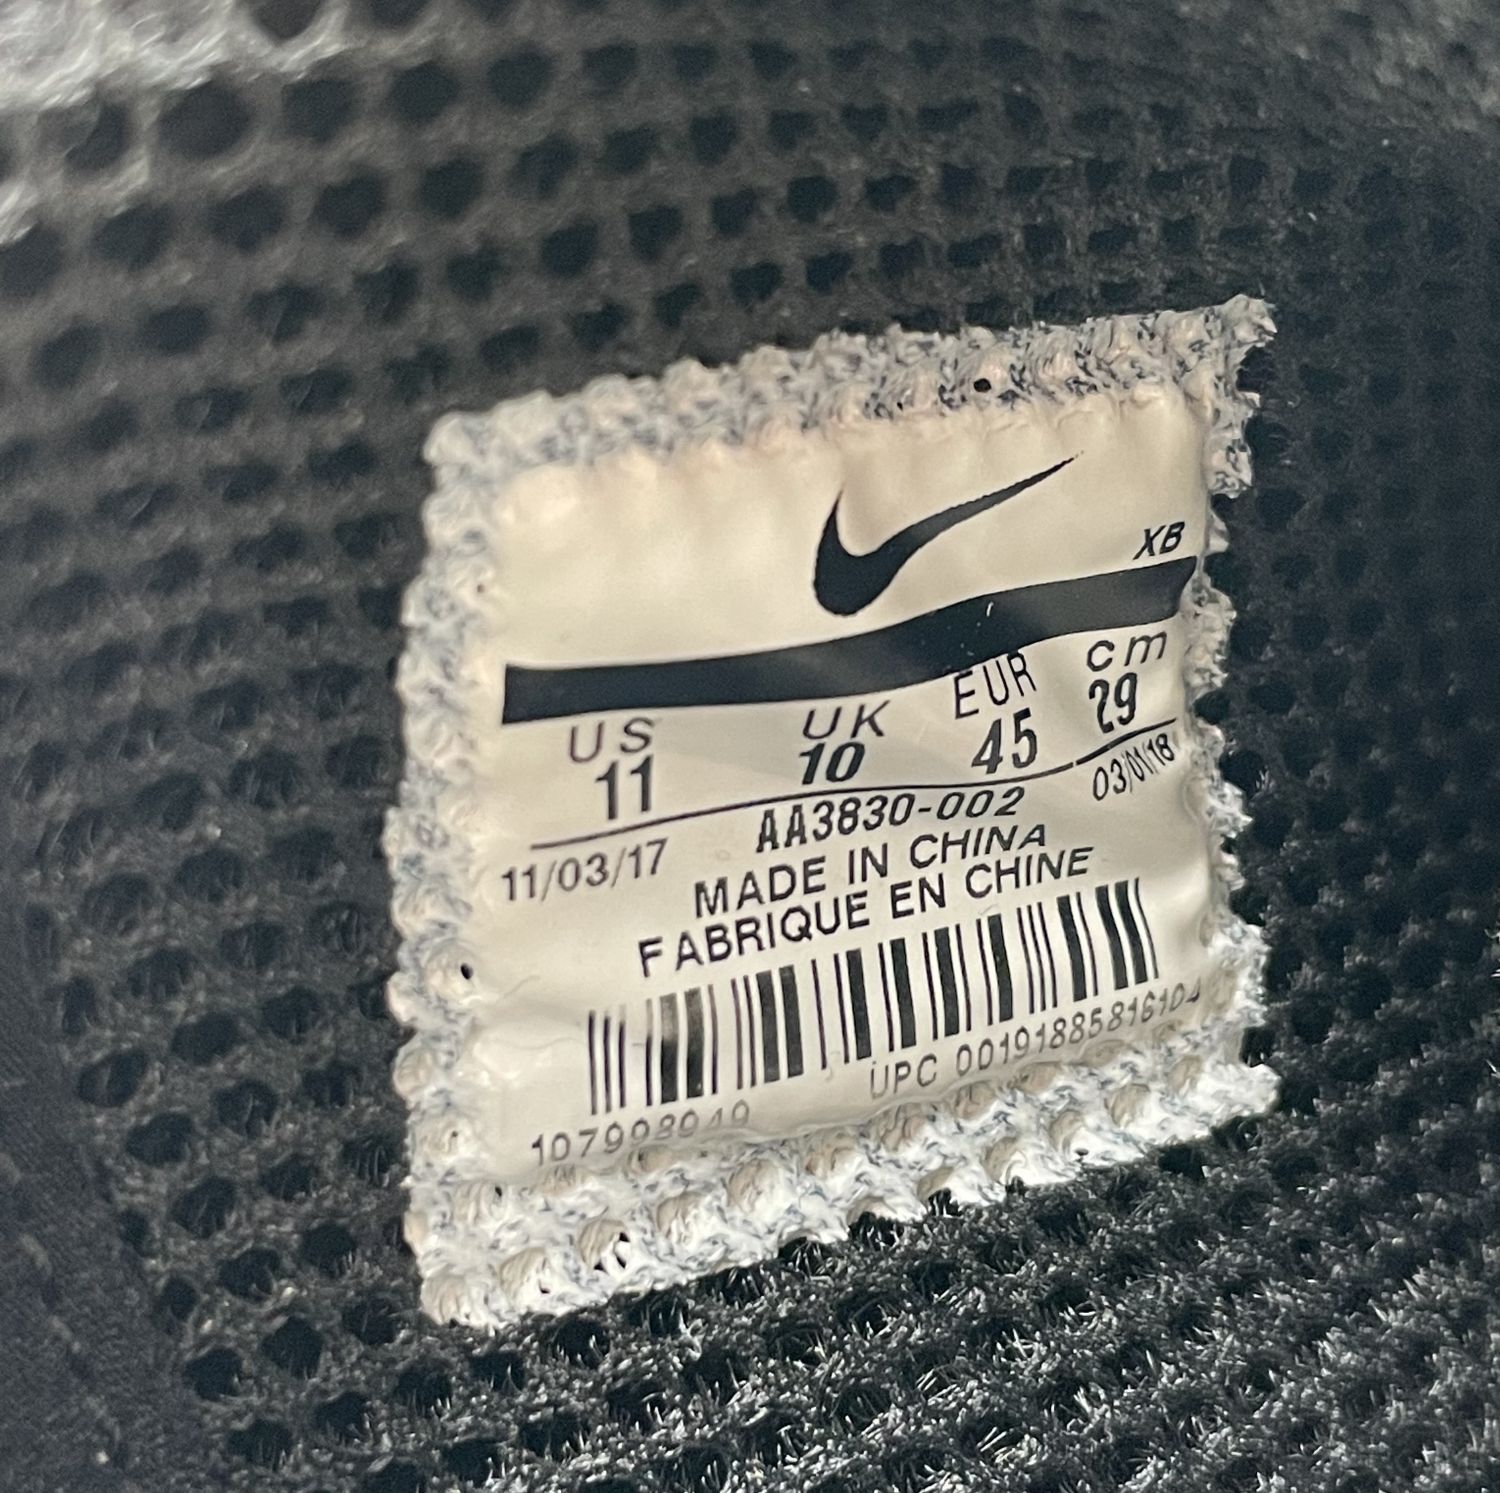 XB
US UK EUR cm
11 10 45 29
11/03/17 AA3830-002 03/01/18
MADE IN CHINA
FABRIQUE EN CHINE
UPC 00191885816104
107998949